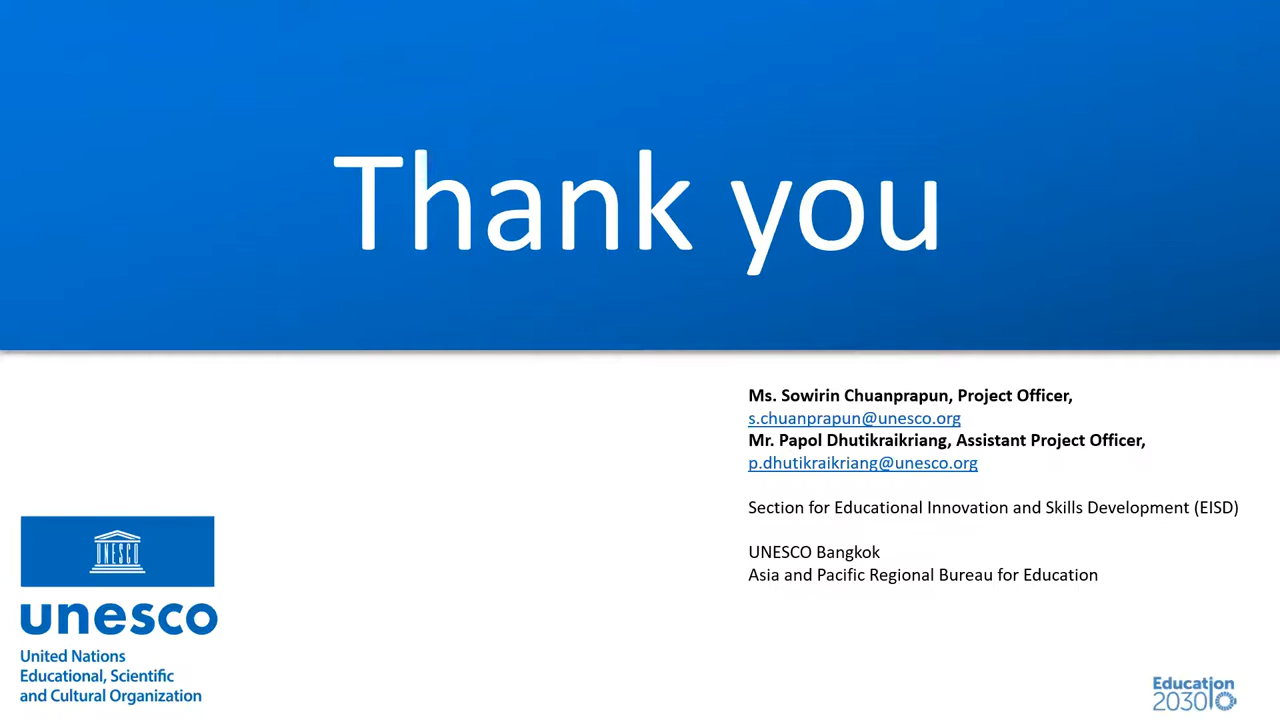 Thank you
Ms. Sowirin Chuanprapun, Project Officer,
s.chuanprapun@unesco.org
Mr. Papol Dhutikraikriang, Assistant Project Officer,
p.dhutikraikriang@unesco.org
Section for Educational Innovation and Skills Development (EISD)
UNESCO Bangkok
Asia and Pacific Regional Bureau for Education
UNESCO
unesco
United Nations
Educational, Scientific
and Cultural Organization
Education
2030